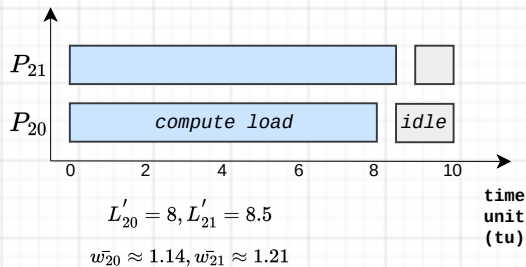 P₂₁
P₂₀ compute load idle
0 2 4 6 8 10
time
unit
(tu)
L′₂₀ = 8, L′₂₁ = 8.5
w̄₂₀ ≈ 1.14, w̄₂₁ ≈ 1.21